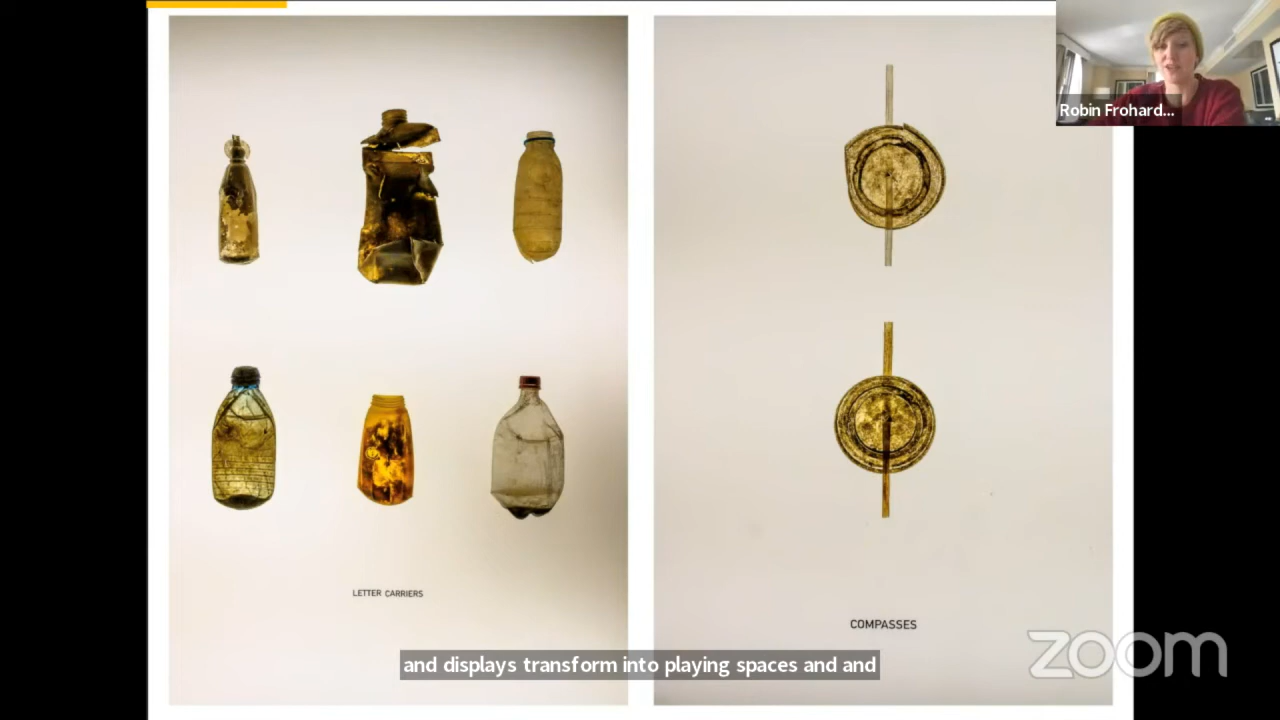 Robin Frohard...
LETTER CARRIERS
COMPASSES
and displays transform into playing spaces and and
zoom